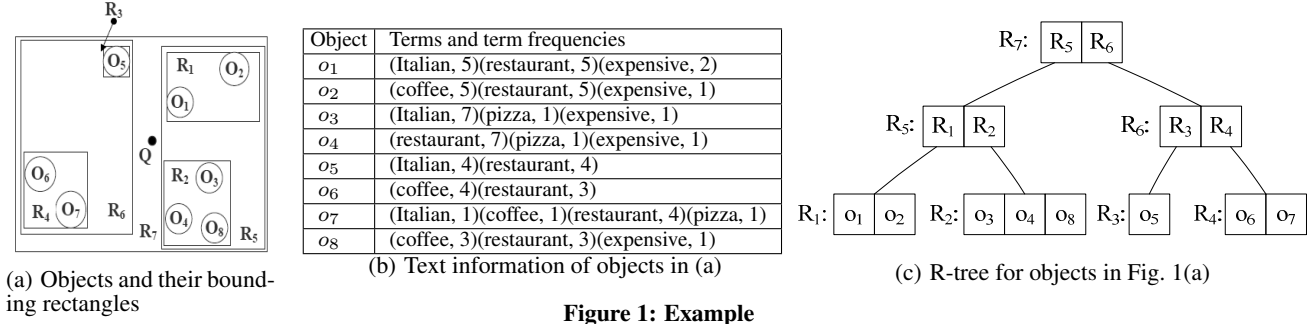 R₃
O₅
R₁ O₂
O₁
Q
O₆
R₂ O₃
R₄ O₇ R₆
O₄
O₈
R₇ R₅
(a) Objects and their bound-
ing rectangles
Object Terms and term frequencies
o₁ (Italian, 5)(restaurant, 5)(expensive, 2)
o₂ (coffee, 5)(restaurant, 5)(expensive, 1)
o₃ (Italian, 7)(pizza, 1)(expensive, 1)
o₄ (restaurant, 7)(pizza, 1)(expensive, 1)
o₅ (Italian, 4)(restaurant, 4)
o₆ (coffee, 4)(restaurant, 3)
o₇ (Italian, 1)(coffee, 1)(restaurant, 4)(pizza, 1)
o₈ (coffee, 3)(restaurant, 3)(expensive, 1)
(b) Text information of objects in (a)
R₇: R₅ R₆
R₅: R₁ R₂ R₆: R₃ R₄
R₁: o₁ o₂ R₂: o₃ o₄ o₈ R₃: o₅ R₄: o₆ o₇
(c) R-tree for objects in Fig. 1(a)
Figure 1: Example